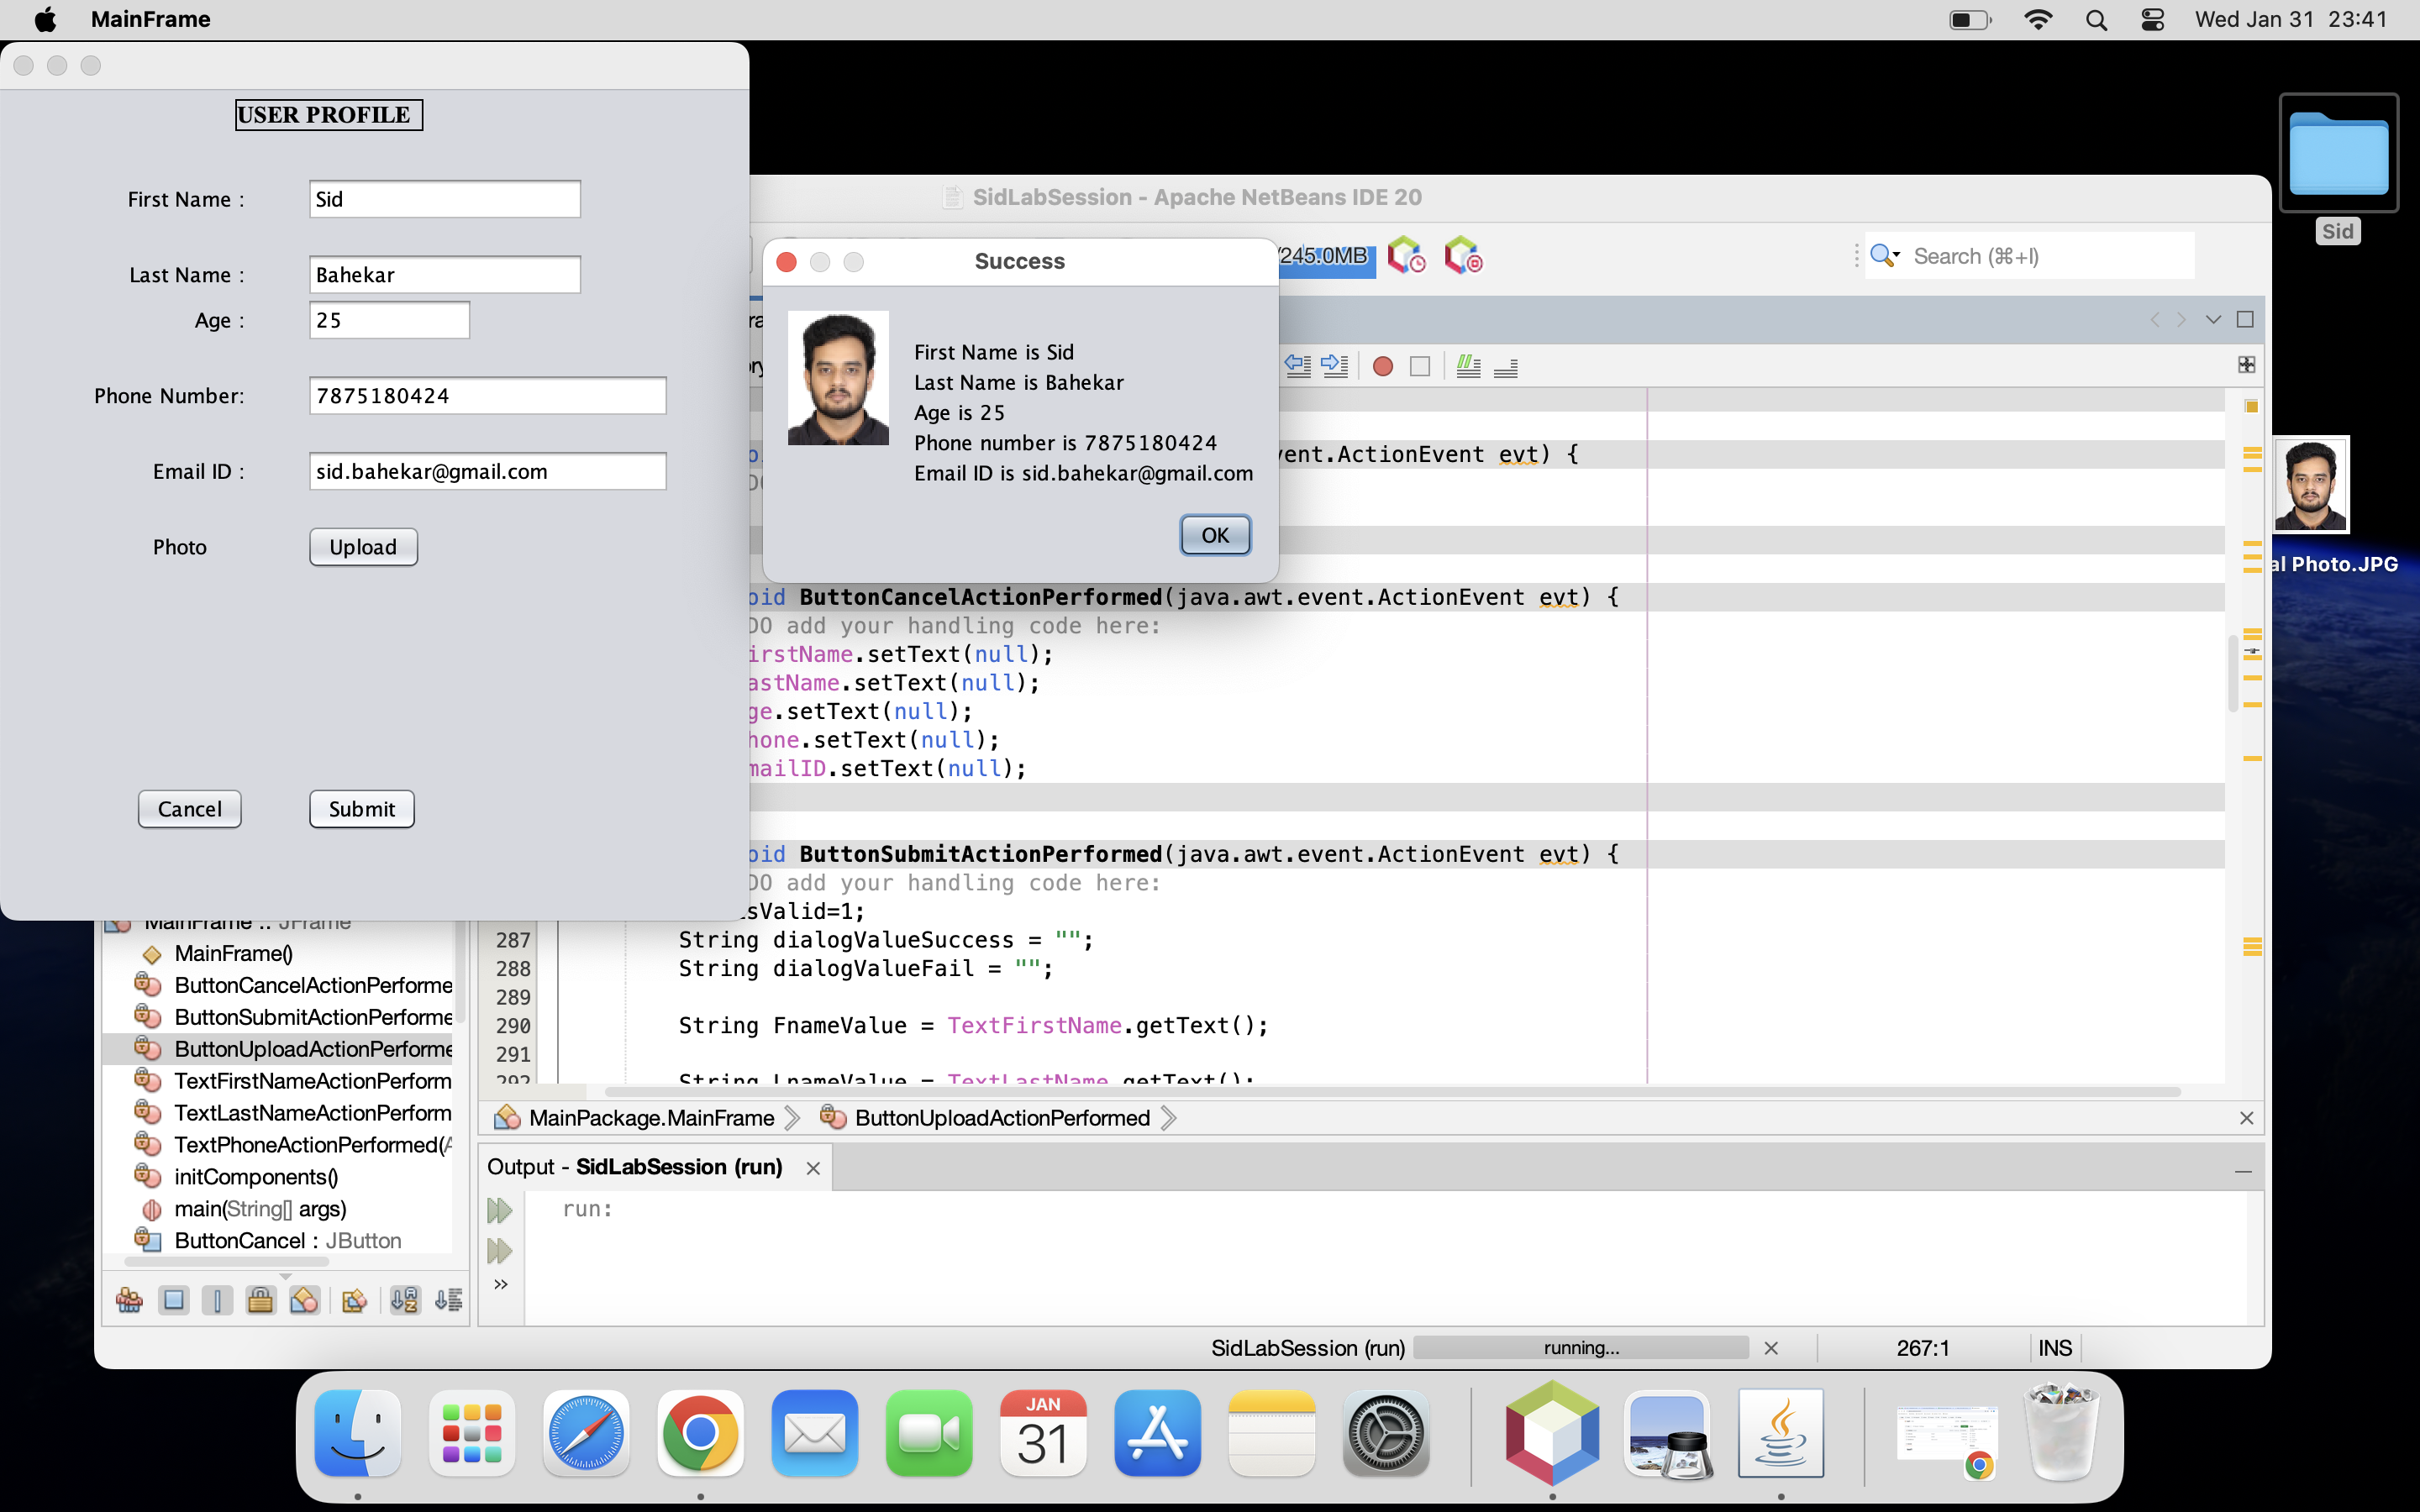 MainFrame
Wed Jan 31 23:41
USER PROFILE
First Name :
Sid
Last Name :
Bahekar
Age :
25
Phone Number:
7875180424
Email ID :
sid.bahekar@gmail.com
Photo
Upload
Cancel
Submit
Sid
SidLabSession - Apache NetBeans IDE 20
/245.0MB
Search (⌘+I)
Success
First Name is Sid
Last Name is Bahekar
Age is 25
Phone number is 7875180424
Email ID is sid.bahekar@gmail.com
OK
al Photo.JPG
vent.ActionEvent evt) {
oid ButtonCancelActionPerformed(java.awt.event.ActionEvent evt) {
DO add your handling code here:
irstName.setText(null);
astName.setText(null);
ge.setText(null);
hone.setText(null);
mailID.setText(null);
oid ButtonSubmitActionPerformed(java.awt.event.ActionEvent evt) {
DO add your handling code here:
sValid=1;
287 String dialogValueSuccess = "";
288 String dialogValueFail = "";
289
290 String FnameValue = TextFirstName.getText();
291
292 String LnameValue = TextLastName.getText();
MainFrame :: JFrame
MainFrame()
ButtonCancelActionPerforme
ButtonSubmitActionPerforme
ButtonUploadActionPerforme
TextFirstNameActionPerform
TextLastNameActionPerform
TextPhoneActionPerformed(A
initComponents()
main(String[] args)
ButtonCancel : JButton
MainPackage.MainFrame
ButtonUploadActionPerformed
Output - SidLabSession (run)
run:
SidLabSession (run)
running...
267:1
INS
JAN
31